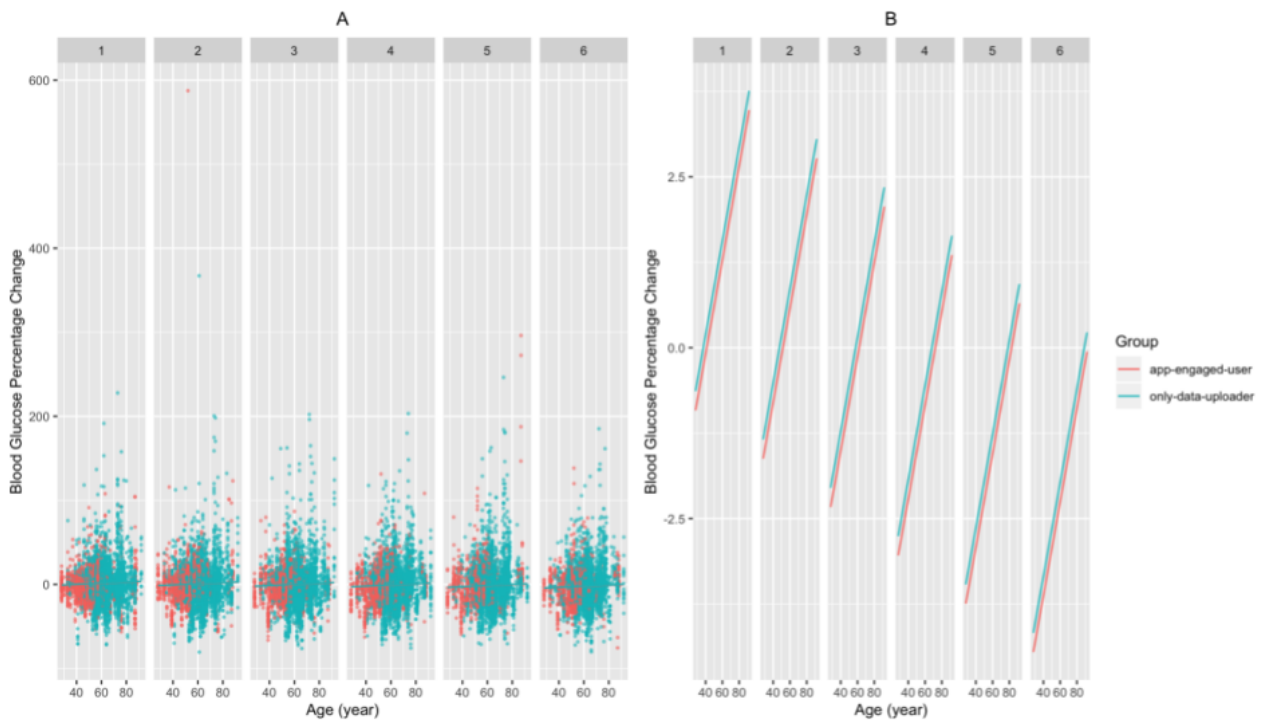 A
1 2 3 4 5 6
600
400
200
0
Blood Glucose Percentage Change
40 60 80 40 60 80 40 60 80 40 60 80 40 60 80 40 60 80
Age (year)
B
1 2 3 4 5 6
2.5
0.0
-2.5
Blood Glucose Percentage Change
40 60 80 40 60 80 40 60 80 40 60 80 40 60 80 40 60 80
Age (year)
Group
app-engaged-user
only-data-uploader